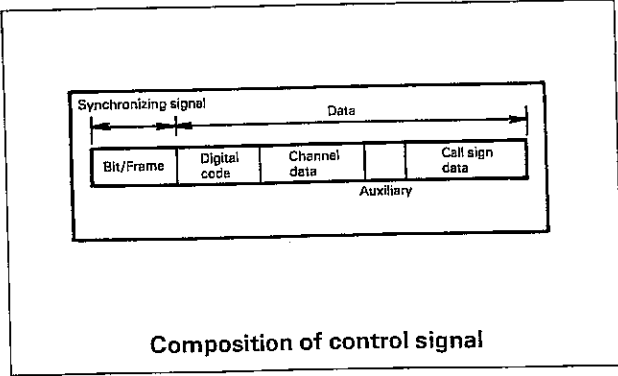 Synchronizing signal
Data
Bit/Frame
Digital code
Channel data
Call sign data
Auxiliary
Composition of control signal